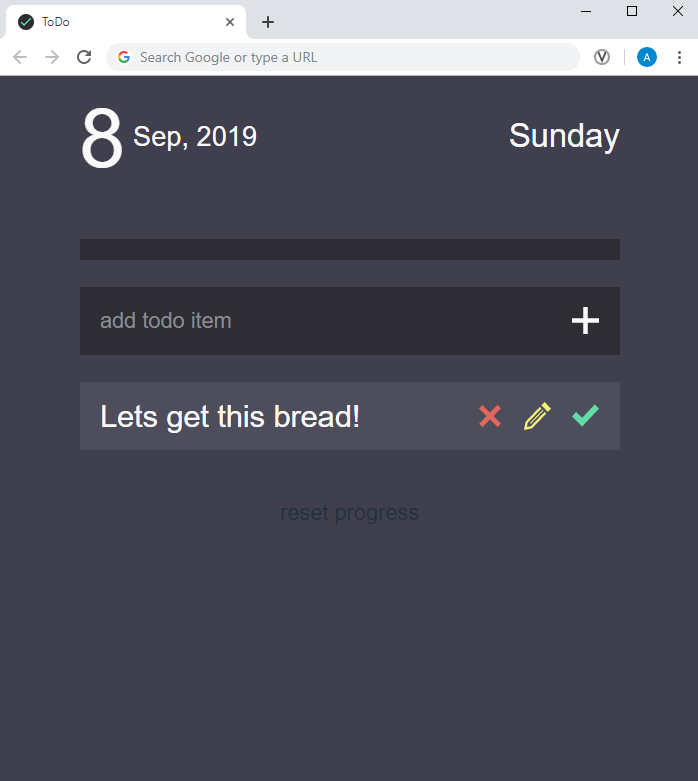 ToDo
Search Google or type a URL
A
8 Sep, 2019
Sunday
add todo item
Lets get this bread!
reset progress